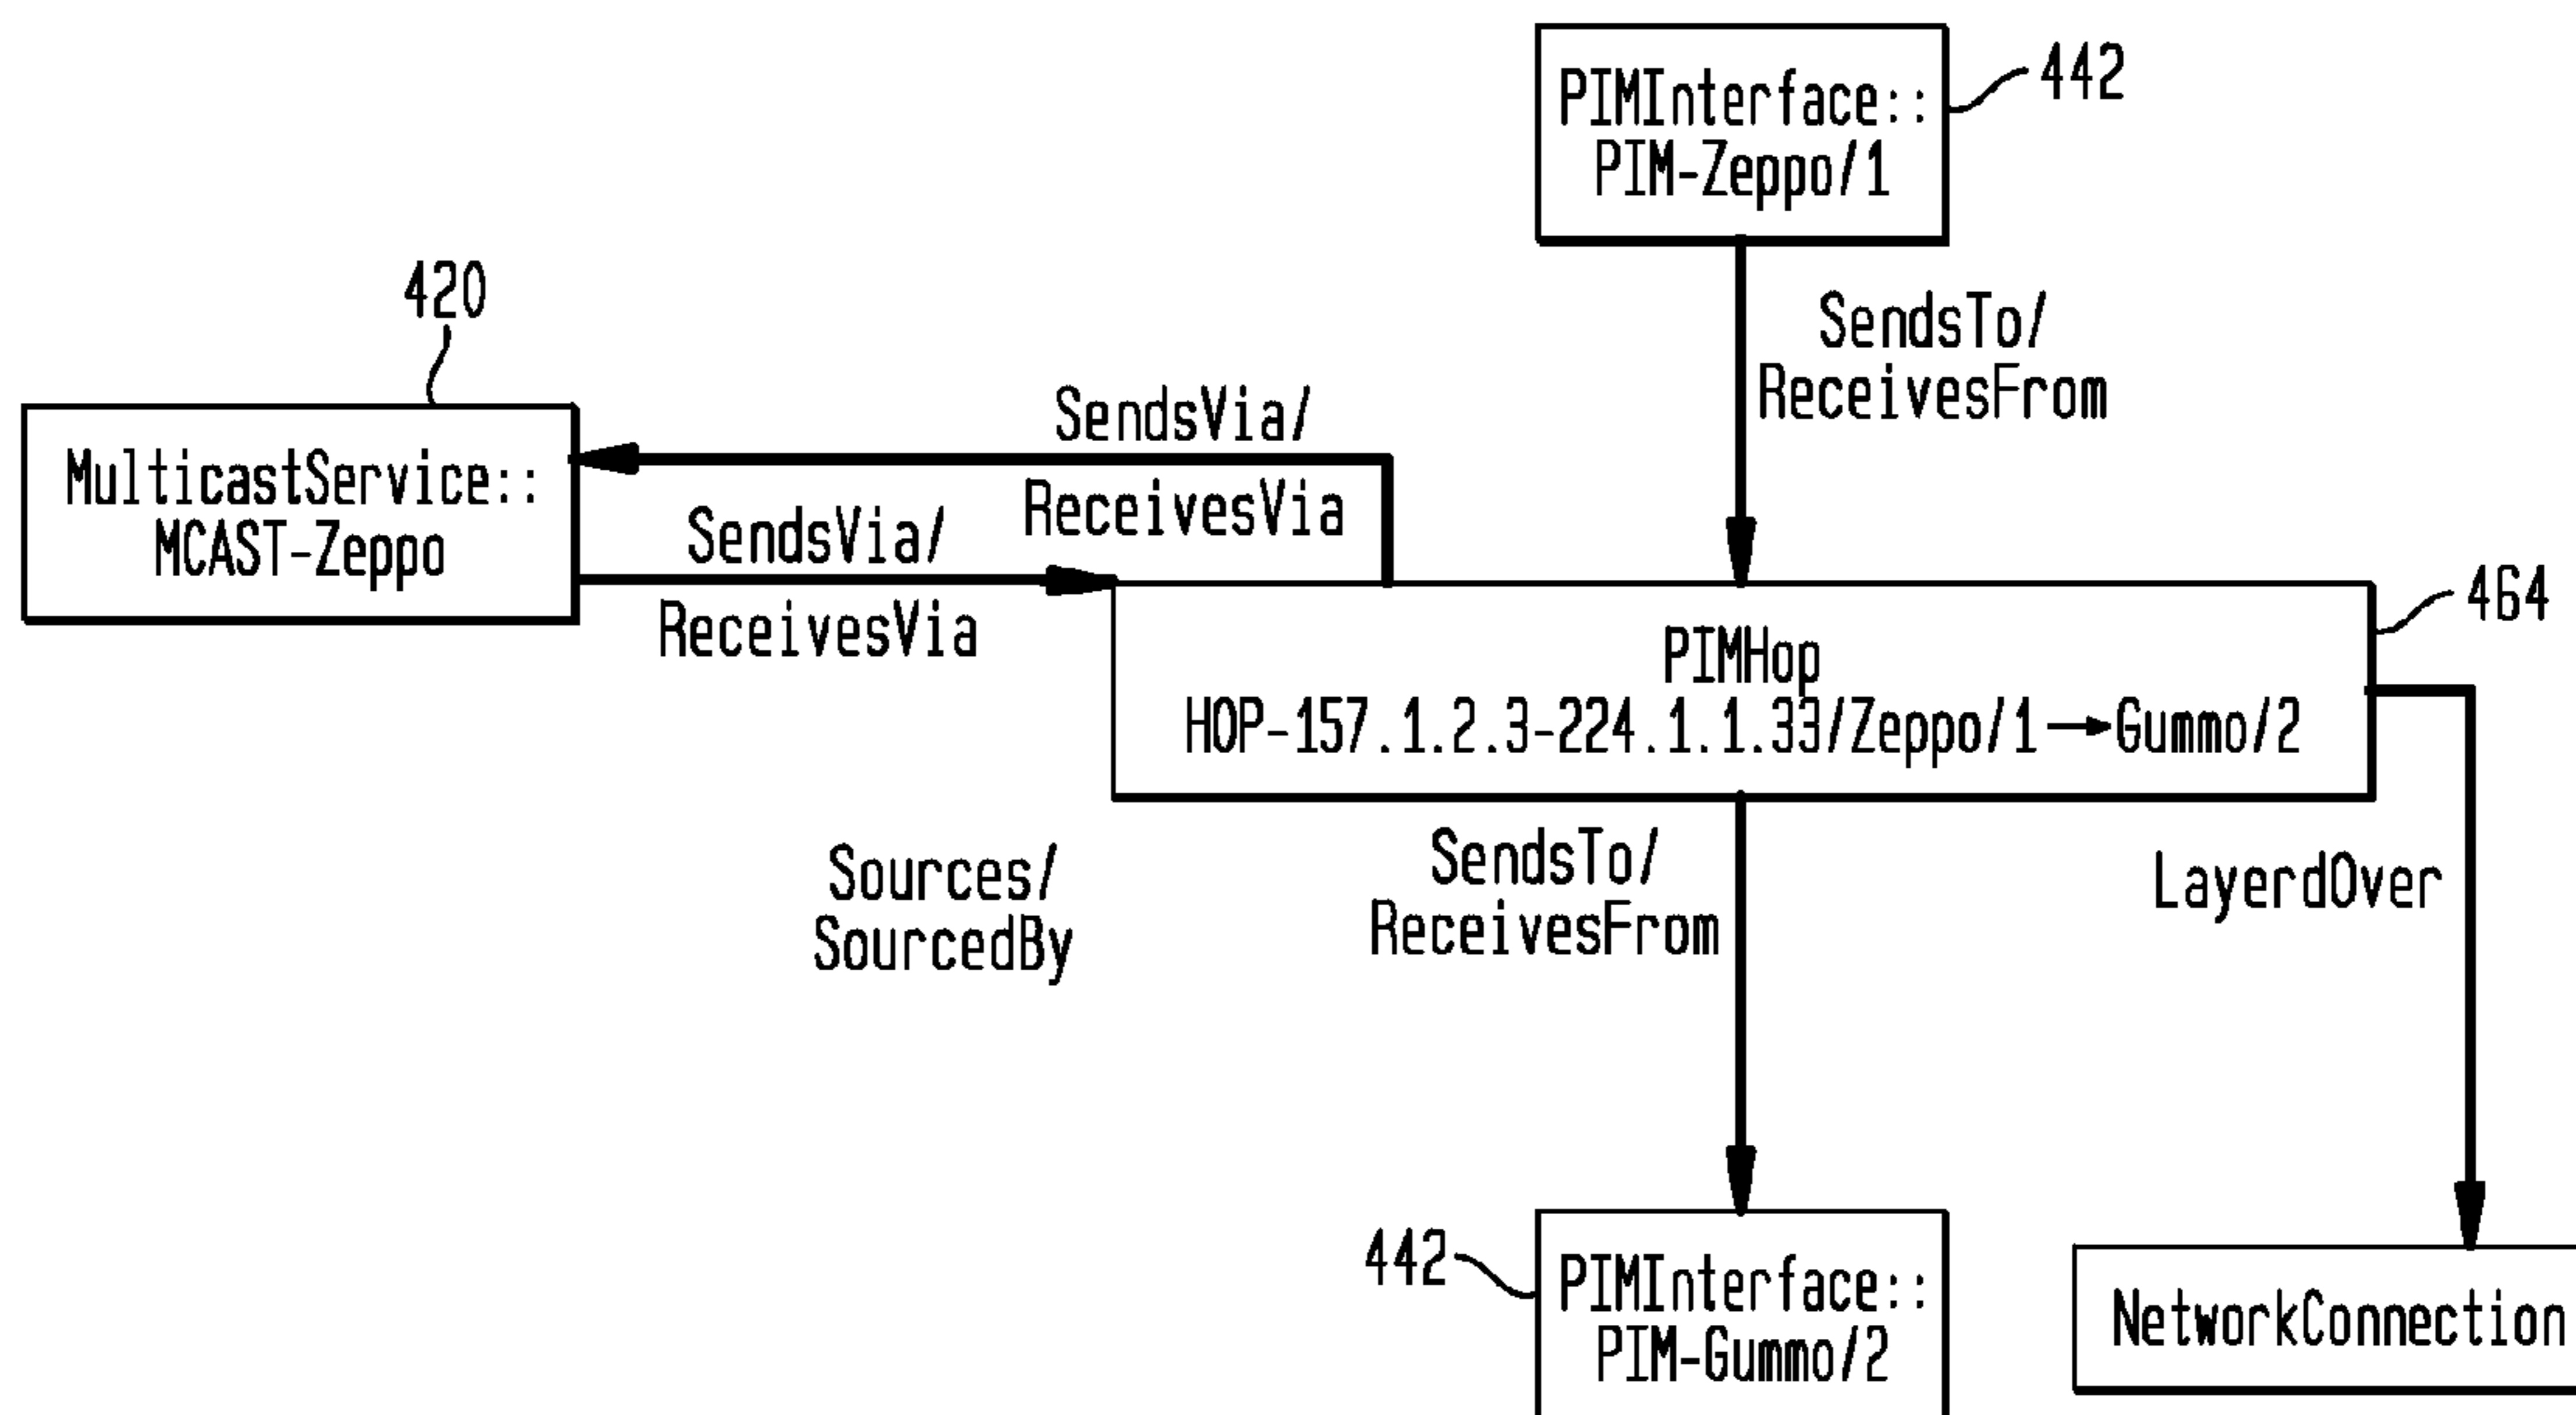 PIMInterface::
PIM-Zeppo/1
442
SendsTo/
ReceivesFrom
420
MulticastService::
MCAST-Zeppo
SendsVia/
ReceivesVia
SendsVia/
ReceivesVia
464
PIMHop
HOP-157.1.2.3-224.1.1.33/Zeppo/1→Gummo/2
Sources/
SourcedBy
SendsTo/
ReceivesFrom
LayerdOver
442
PIMInterface::
PIM-Gummo/2
NetworkConnection